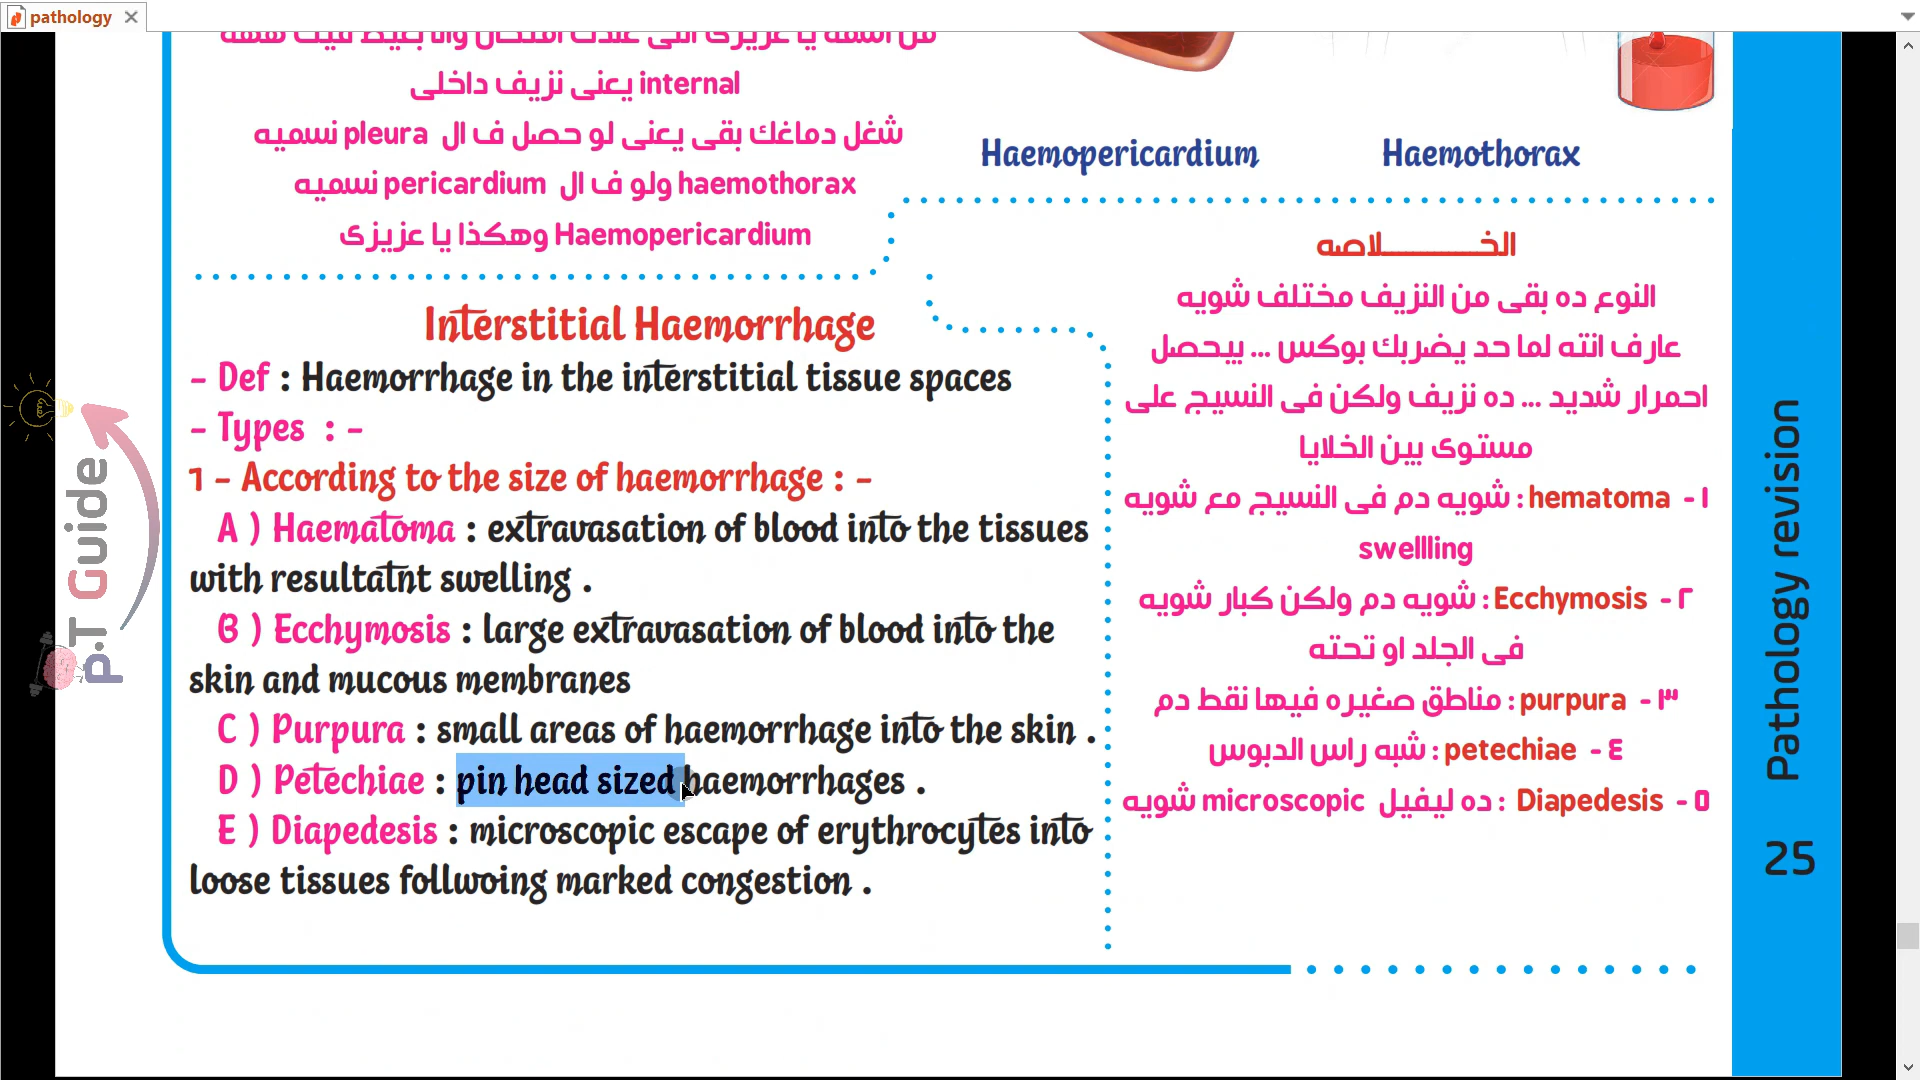 pathology
internal يعنى نزيف داخلى
شغل دماغك بقى يعنى لو حصل ف ال pleura نسميه
haemothorax ولو ف ال pericardium نسميه
Haemopericardium وهكذا يا عزيزى
Haemopericardium
Haemothorax
Interstitial Haemorrhage
- Def : Haemorrhage in the interstitial tissue spaces
- Types : -
1 - According to the size of haemorrhage : -
A ) Haematoma : extravasation of blood into the tissues
with resultatnt swelling .
B ) Ecchymosis : large extravasation of blood into the
skin and mucous membranes
C ) Purpura : small areas of haemorrhage into the skin .
D ) Petechiae : pin head sized haemorrhages .
E ) Diapedesis : microscopic escape of erythrocytes into
loose tissues follwoing marked congestion .
الخـــــــــلاصه
النوع ده بقى من النزيف مختلف شويه
عارف انته لما حد يضربك بوكس ... بيحصل
احمرار شديد ... ده نزيف ولكن فى النسيج على
مستوى بين الخلايا
١ - hematoma : شويه دم فى النسيج مع شويه
swellling
٢ - Ecchymosis : شويه دم ولكن كبار شويه
فى الجلد او تحته
٣ - purpura : مناطق صغيره فيها نقط دم
٤ - petechiae : شبه راس الدبوس
٥ - Diapedesis : ده ليفيل microscopic شويه
Pathology revision
25
P.T Guide